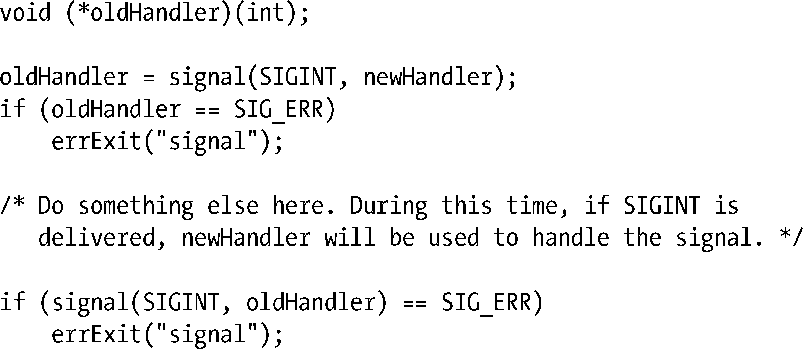 void (*oldHandler)(int);
oldHandler = signal(SIGINT, newHandler);
if (oldHandler == SIG_ERR)
    errExit("signal");
/* Do something else here. During this time, if SIGINT is
   delivered, newHandler will be used to handle the signal. */
if (signal(SIGINT, oldHandler) == SIG_ERR)
    errExit("signal");